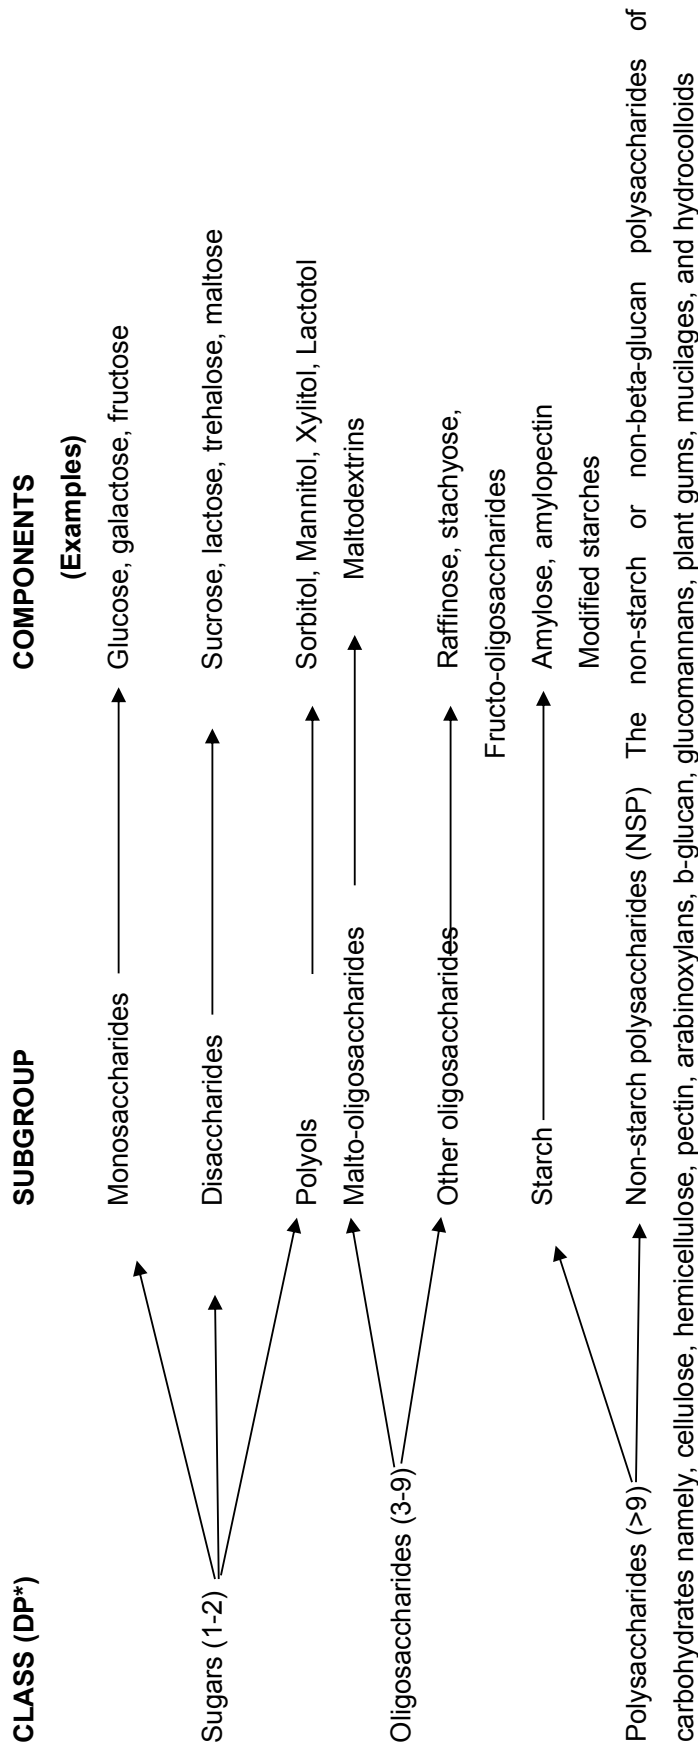 CLASS (DP*) SUBGROUP COMPONENTS
(Examples)
Monosaccharides Glucose, galactose, fructose
Sugars (1-2) Disaccharides Sucrose, lactose, trehalose, maltose
Polyols Sorbitol, Mannitol, Xylitol, Lactotol
Malto-oligosaccharides Maltodextrins
Oligosaccharides (3-9)
Other oligosaccharides Raffinose, stachyose,
Fructo-oligosaccharides
Starch Amylose, amylopectin
Modified starches
Polysaccharides (>9) Non-starch polysaccharides (NSP) The non-starch or non-beta-glucan polysaccharides of
carbohydrates namely, cellulose, hemicellulose, pectin, arabinoxylans, b-glucan, glucomannans, plant gums, mucilages, and hydrocolloids